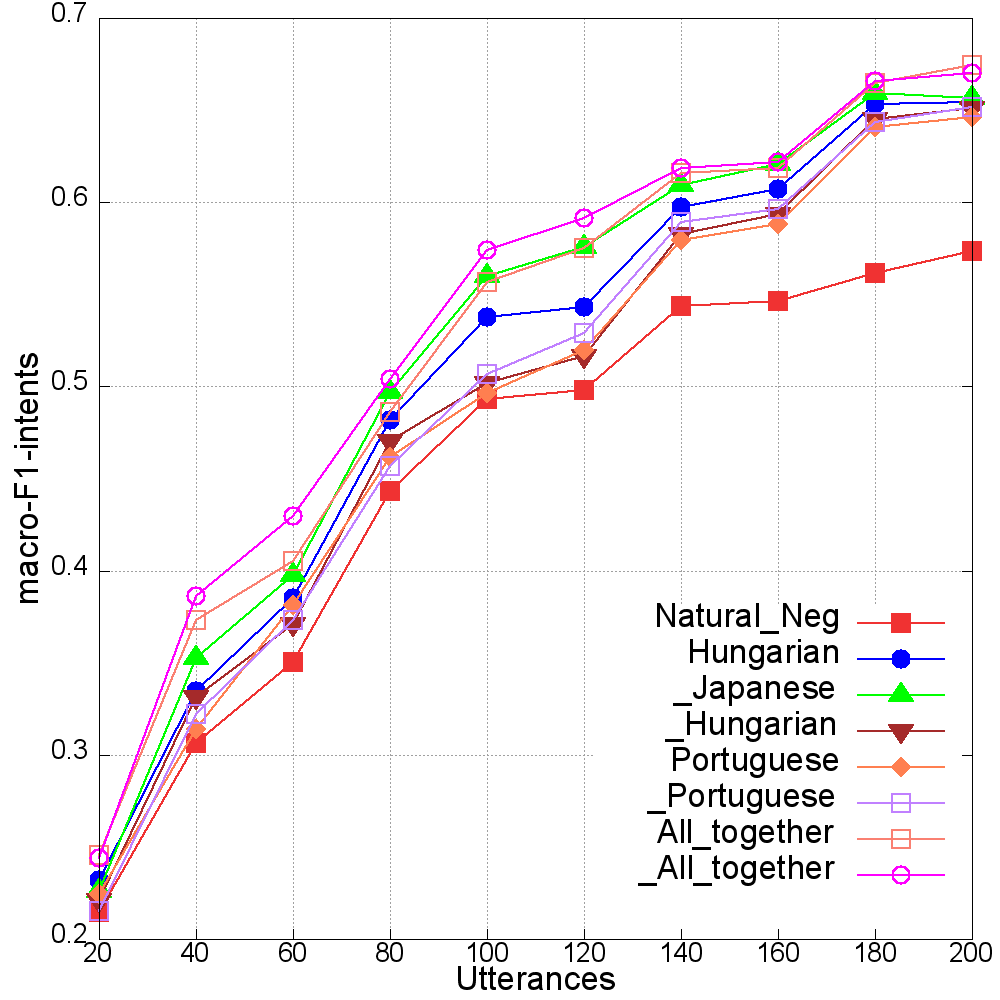 0.7
0.6
0.5
0.4
0.3
0.2
macro-F1-intents
20 40 60 80 100 120 140 160 180 200
Utterances
Natural_Neg
Hungarian
_Japanese
_Hungarian
Portuguese
_Portuguese
All_together
_All_together